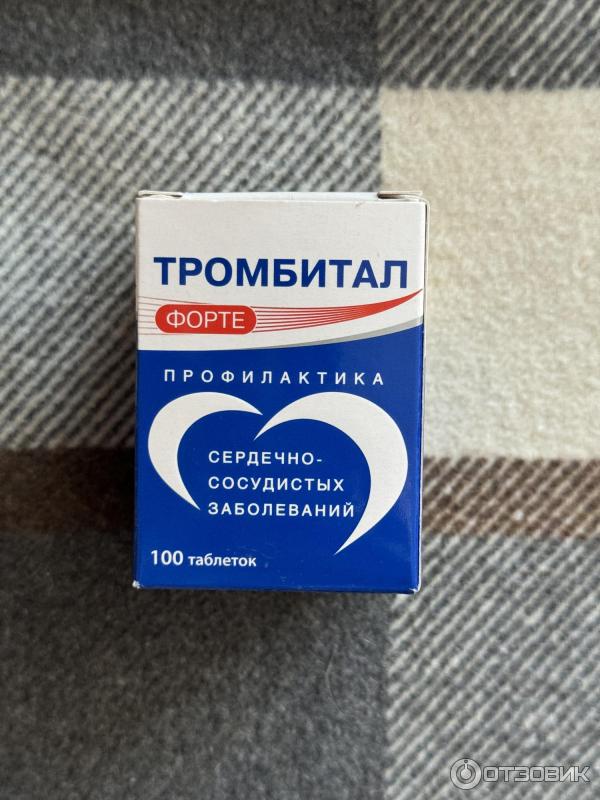 ТРОМБИТАЛ
ФОРТЕ
ПРОФИЛАКТИКА
СЕРДЕЧНО-
СОСУДИСТЫХ
ЗАБОЛЕВАНИЙ
100 таблеток
ОТЗОВИК